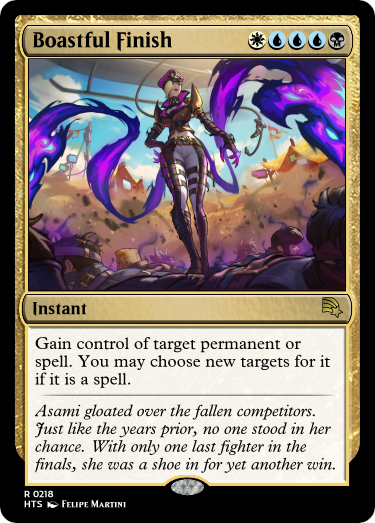 Boastful Finish
Instant
Gain control of target permanent or
spell. You may choose new targets for it
if it is a spell.
Asami gloated over the fallen competitors.
Just like the years prior, no one stood in her
chance. With only one last fighter in the
finals, she was a shoe in for yet another win.
R 0218
HTS Felipe Martini